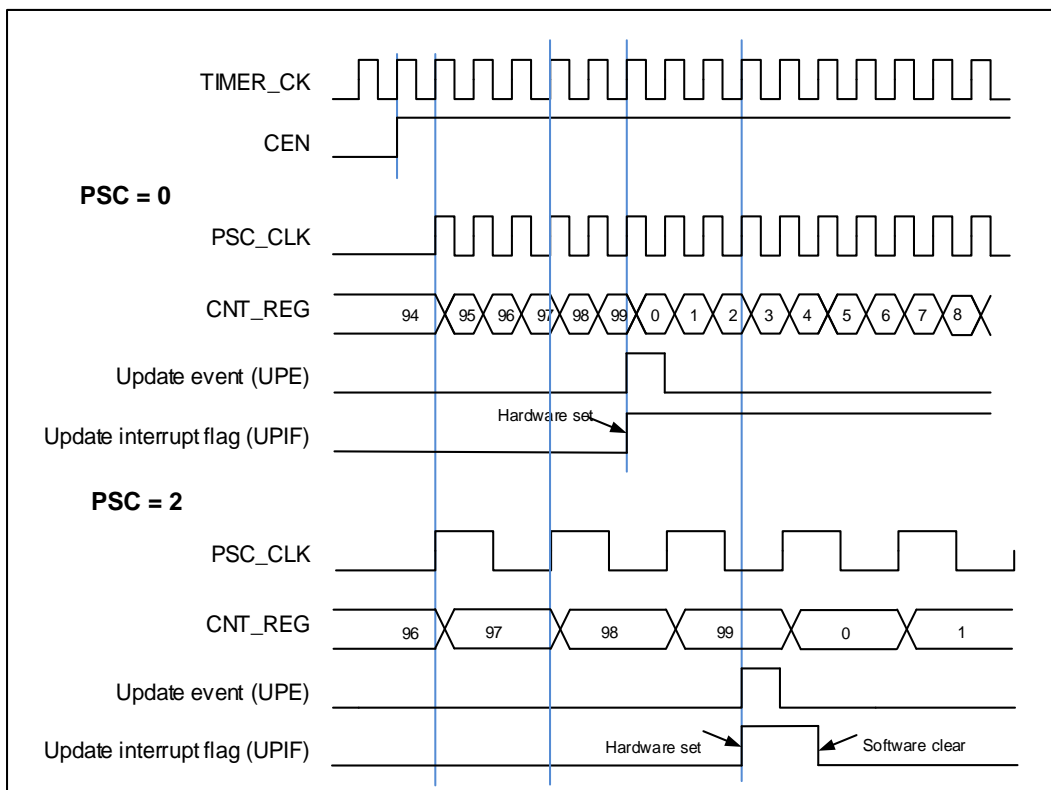 TIMER_CK
CEN
PSC = 0
PSC_CLK
CNT_REG 94 95 96 97 98 99 0 1 2 3 4 5 6 7 8
Update event (UPE)
Hardware set
Update interrupt flag (UPIF)
PSC = 2
PSC_CLK
CNT_REG 96 97 98 99 0 1
Update event (UPE)
Update interrupt flag (UPIF) Hardware set Software clear